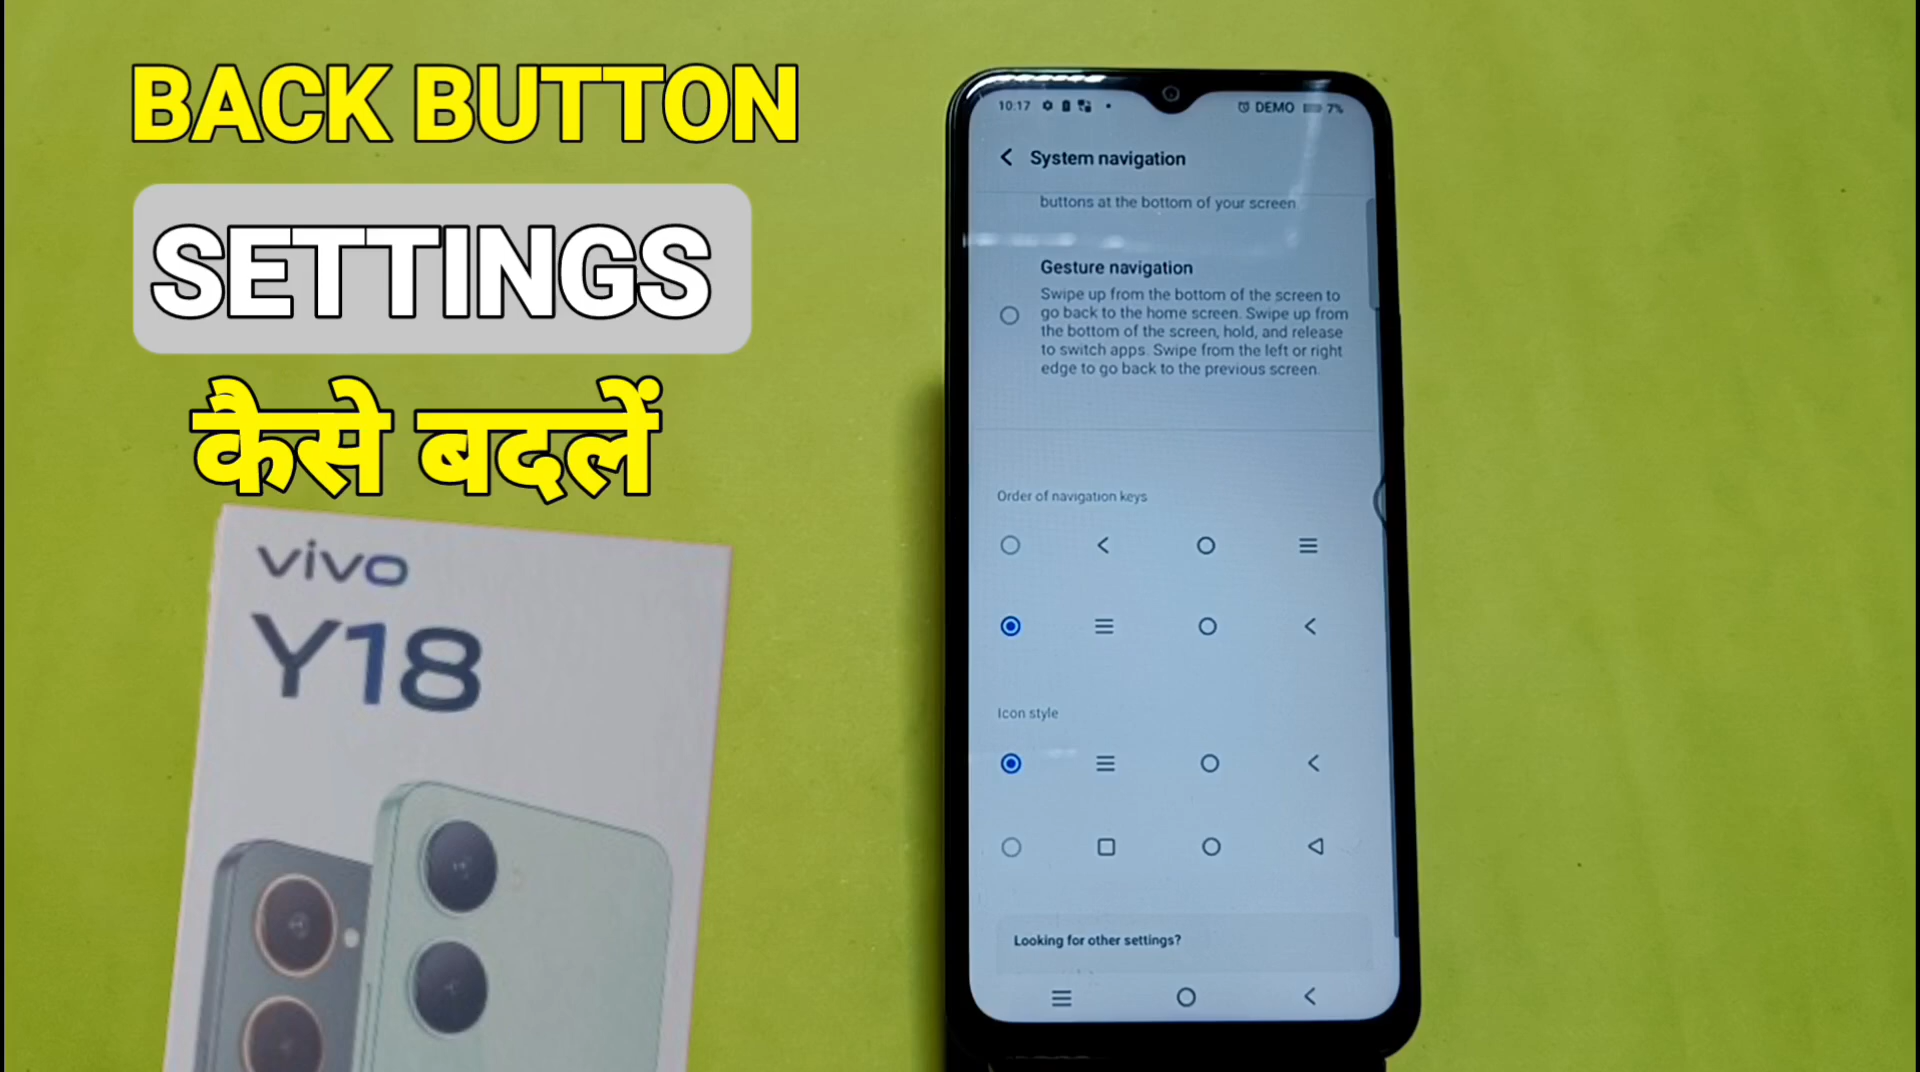 BACK BUTTON
SETTINGS
कैसे बदलें
vivo
Y18
10:17
DEMO 7%
System navigation
buttons at the bottom of your screen
Gesture navigation
Swipe up from the bottom of the screen to
go back to the home screen. Swipe up from
the bottom of the screen, hold, and release
to switch apps. Swipe from the left or right
edge to go back to the previous screen.
Order of navigation keys
Icon style
Looking for other settings?